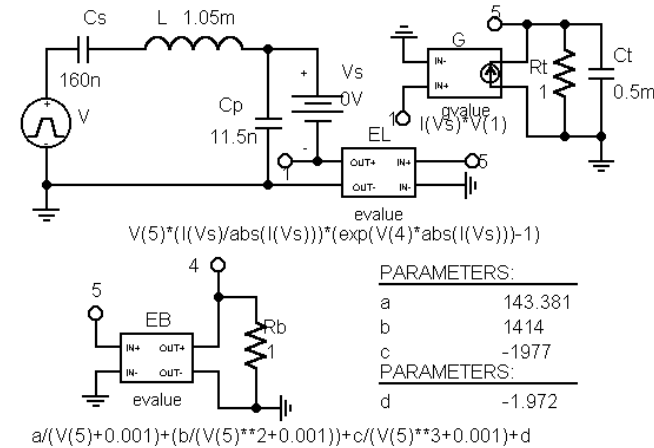 Cs
L 1.05m
160n
V
Cp
11.5n
+
Vs
0V
-
1
EL
OUT+ IN+
OUT- IN-
5
evalue
V(5)*(I(Vs)/abs(I(Vs)))*(exp(V(4)*abs(I(Vs)))-1)
5
G
IN-
IN+
Rt
1
Ct
0.5m
1
gvalue
I(Vs)*V(1)
4
5
EB
IN+ OUT+
IN- OUT-
evalue
Rb
1
a/(V(5)+0.001)+(b/(V(5)**2+0.001))+c/(V(5)**3+0.001)+d
PARAMETERS:
a 143.381
b 1414
c -1977
PARAMETERS:
d -1.972